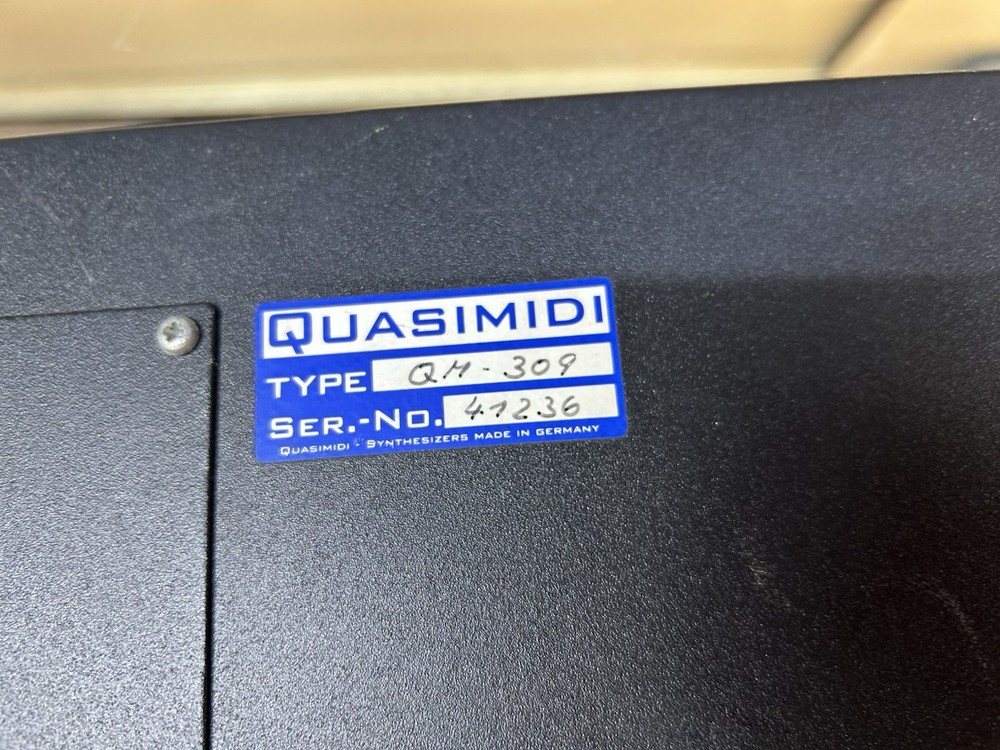 QUASIMIDI
TYPE QM-309
SER.-NO. 41236
QUASIMIDI - SYNTHESIZERS MADE IN GERMANY